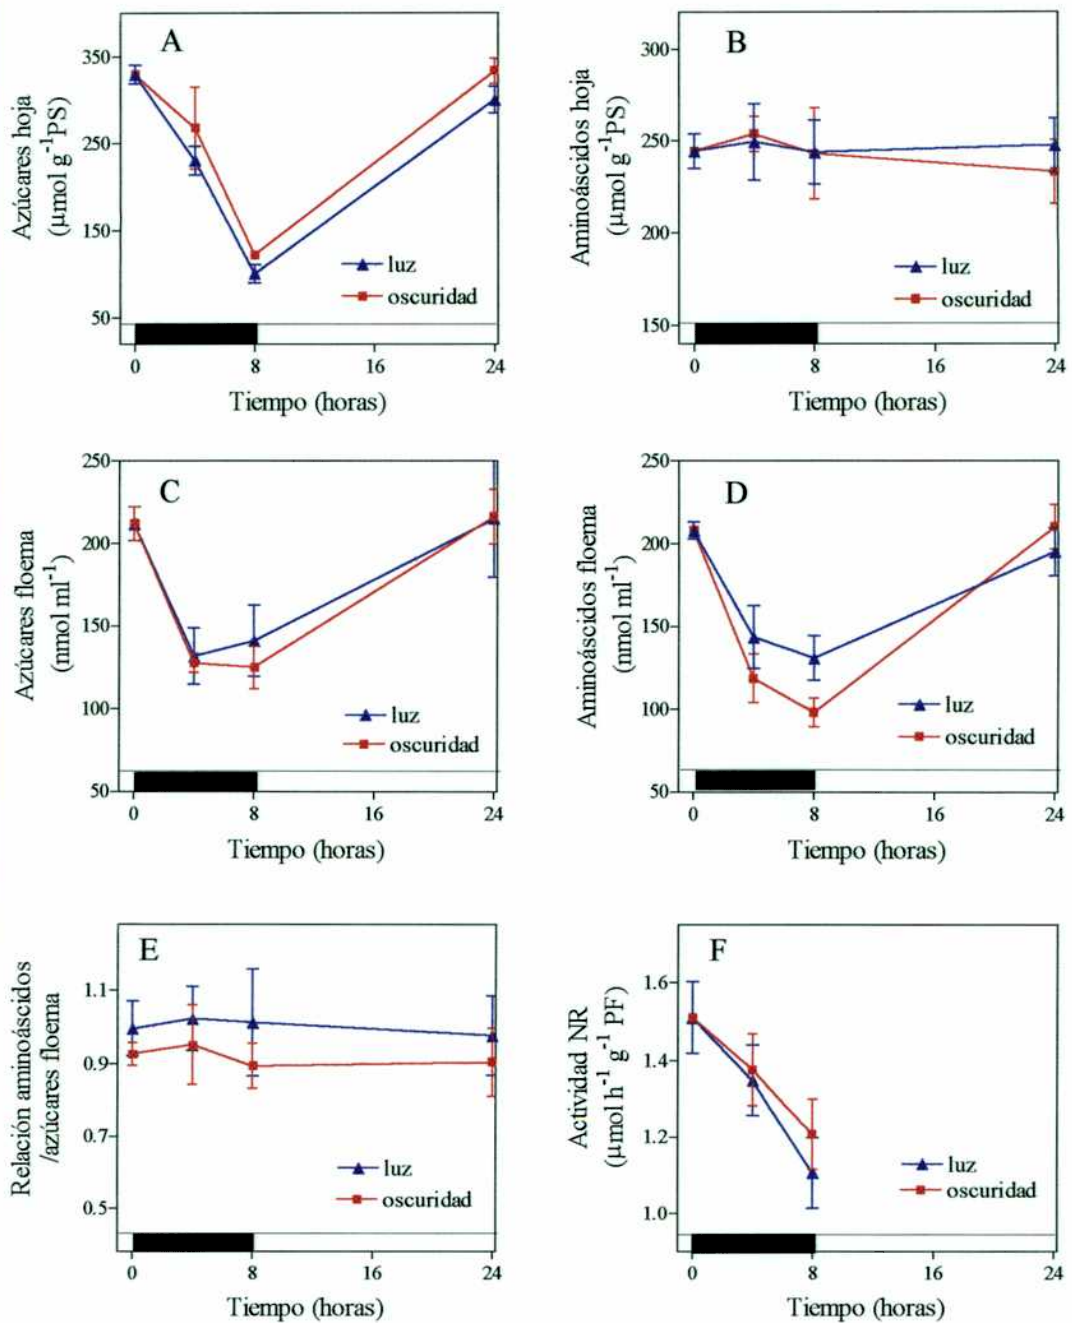 A
Azúcares hoja
(μmol g⁻¹PS)
350
250
150
50
luz
oscuridad
0 8 16 24
Tiempo (horas)
B
Aminoáscidos hoja
(μmol g⁻¹PS)
300
250
200
150
luz
oscuridad
0 8 16 24
Tiempo (horas)
C
Azúcares floema
(nmol ml⁻¹)
250
200
150
100
50
luz
oscuridad
0 8 16 24
Tiempo (horas)
D
Aminoáscidos floema
(nmol ml⁻¹)
250
200
150
100
50
luz
oscuridad
0 8 16 24
Tiempo (horas)
E
Relación aminoáscidos
/azúcares floema
1.1
0.9
0.7
0.5
luz
oscuridad
0 8 16 24
Tiempo (horas)
F
Actividad NR
(μmol h⁻¹ g⁻¹ PF)
1.6
1.4
1.2
1.0
luz
oscuridad
0 8 16 24
Tiempo (horas)